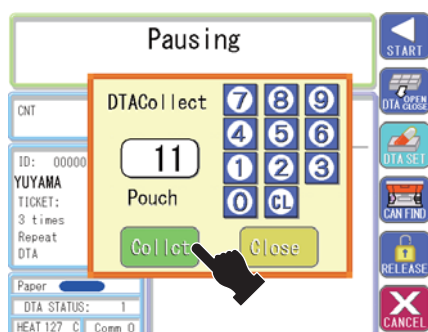 Pausing
START
DTA OPEN
CLOSE
DTA SET
CAN FIND
RELEASE
CANCEL
CNT
ID: 00000
YUYAMA
TICKET:
3 times
Repeat
DTA
Paper
DTA STATUS: 1
HEAT 127 C Comm 0
DTACollect
11
Pouch
7 8 9
4 5 6
1 2 3
0 CL
Collct
Close